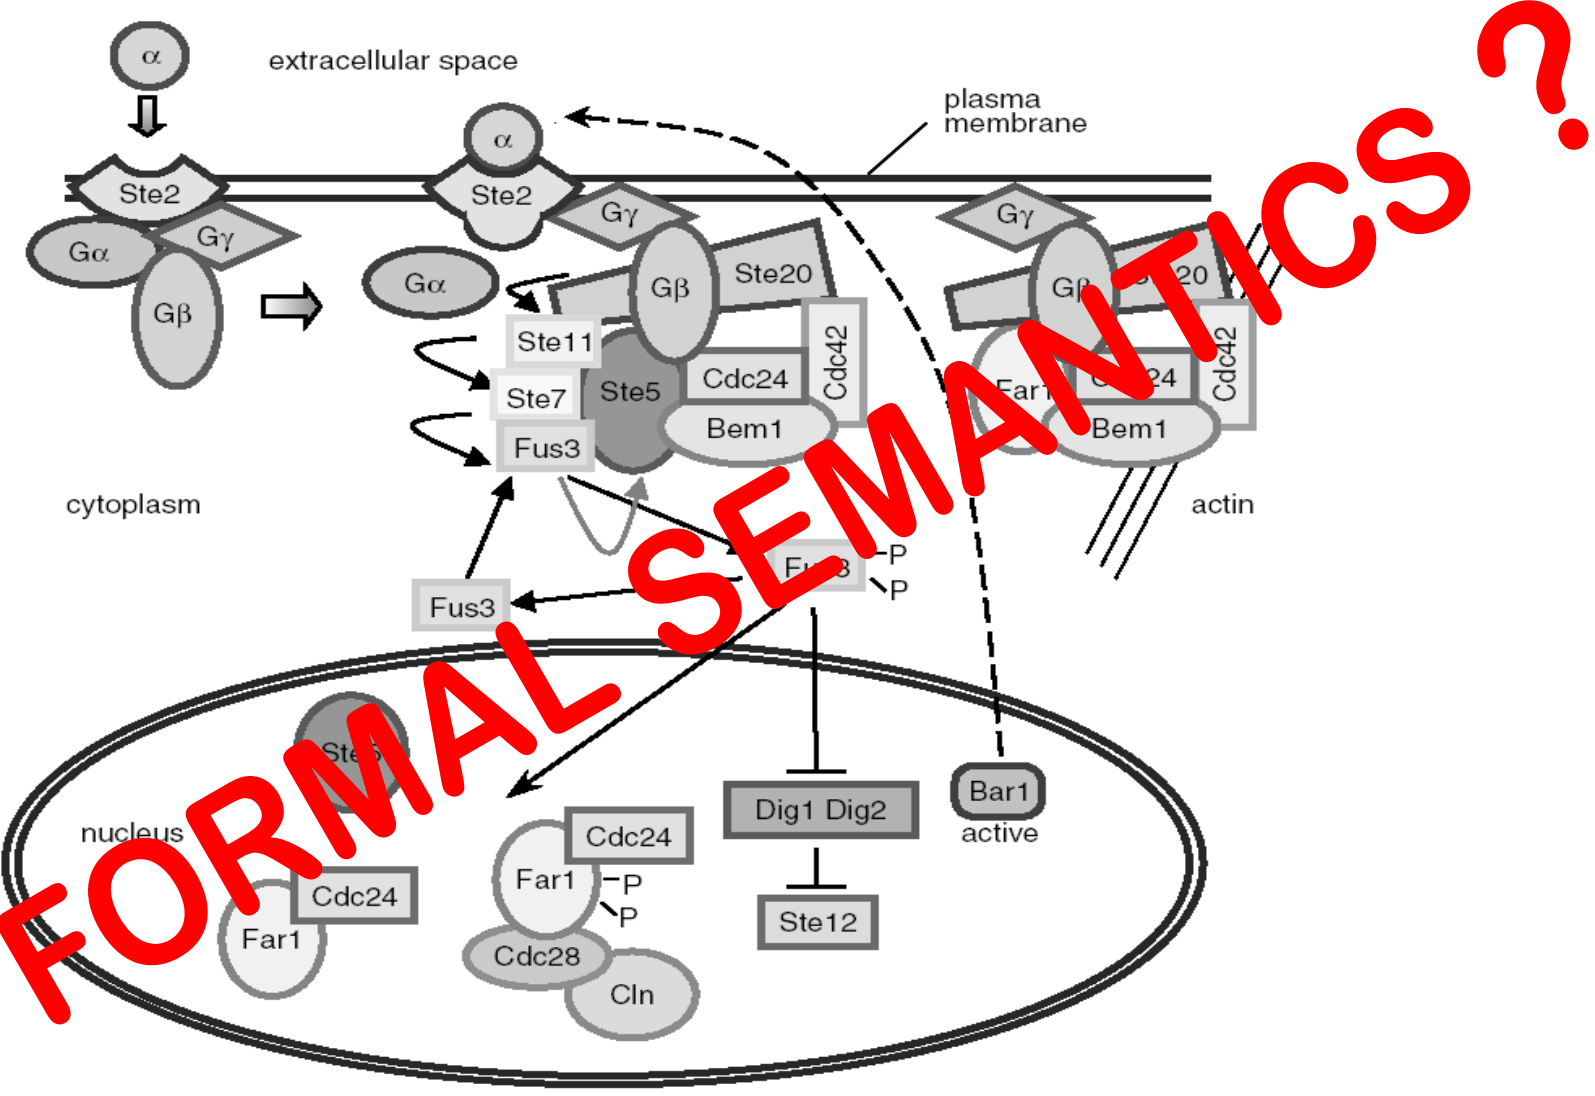 α
extracellular space
α
plasma
membrane
Ste2
Ste2
Gγ
Gγ
Gγ
Gα
Gα
Gβ
Gβ
Ste20
Gβ
Ste11
Cdc42
Cdc42
Ste7
Ste5
Cdc24
Far1
Fus3
Bem1
Bem1
cytoplasm
actin
P
P
Fus3
FORMAL SEMANTICS ?
nucleus
Dig1 Dig2
Bar1
active
Cdc24
Far1
P
P
Cdc24
Far1
Ste12
Cdc28
Cln